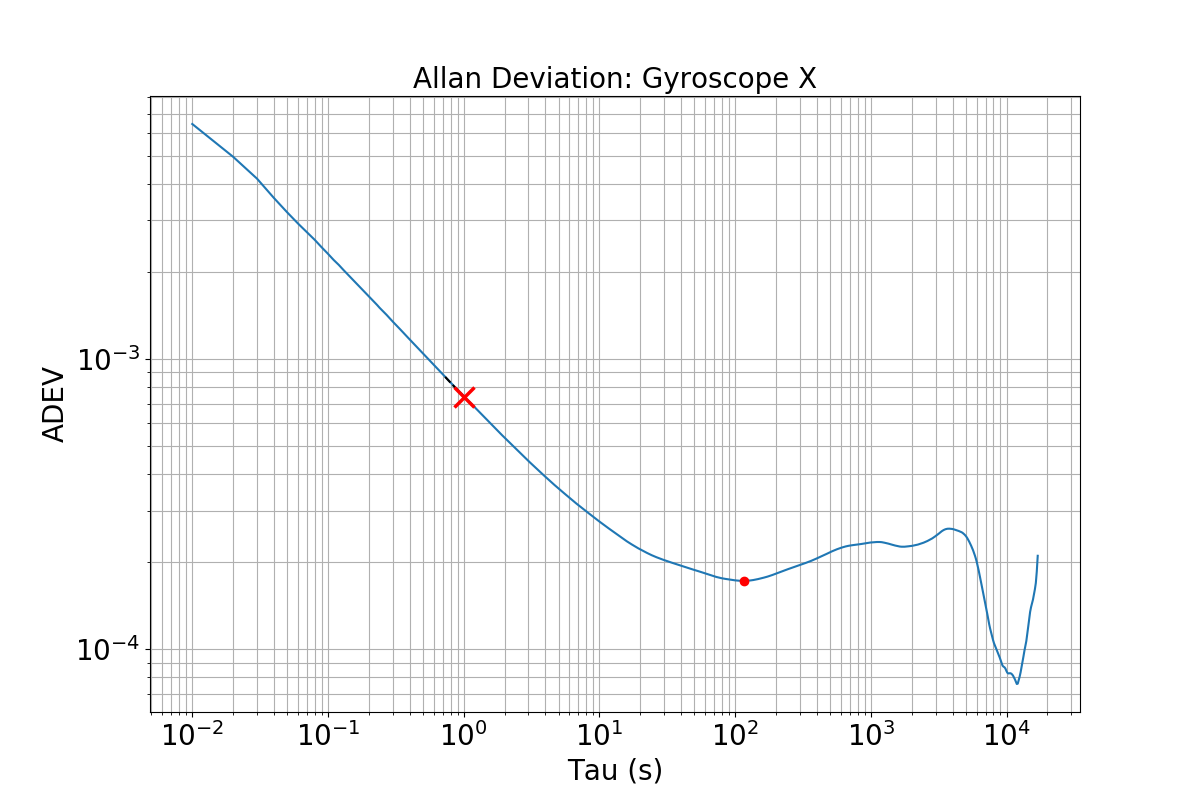 Allan Deviation: Gyroscope X
ADEV
10⁻³
10⁻⁴
10⁻² 10⁻¹ 10⁰ 10¹ 10² 10³ 10⁴
Tau (s)